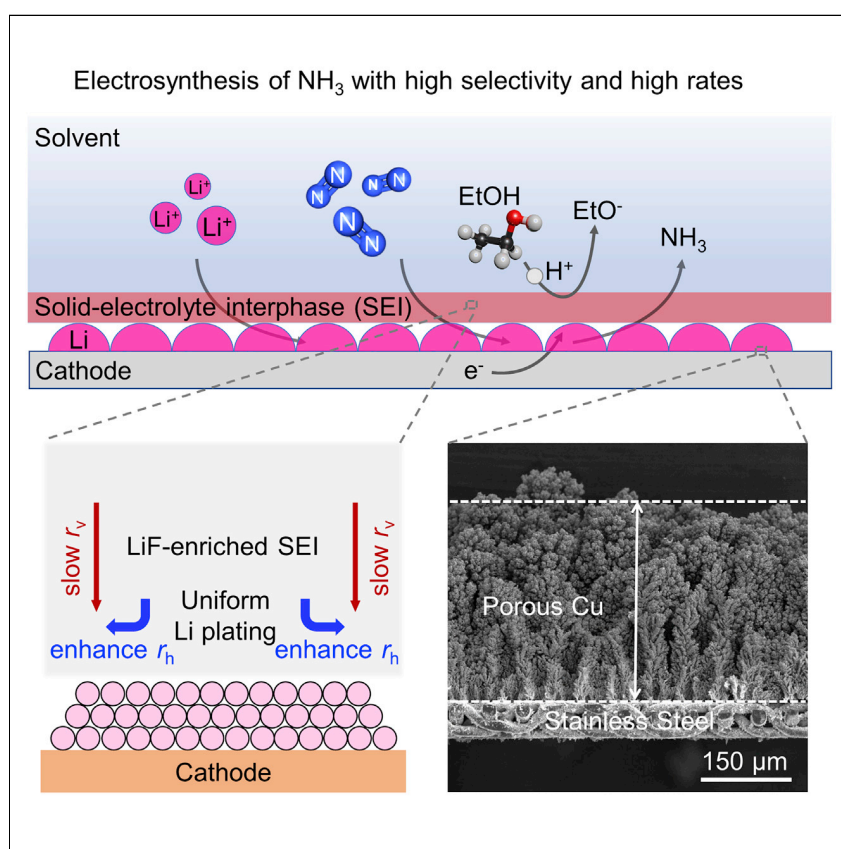 Electrosynthesis of NH₃ with high selectivity and high rates
Solvent
Li⁺
Li⁺
Li⁺
N
N
N
N
N
N
EtOH
EtO⁻
NH₃
H⁺
Solid-electrolyte interphase (SEI)
Li
Cathode
e⁻
slow rᵥ
LiF-enriched SEI
slow rᵥ
Uniform
Li plating
enhance rₕ
enhance rₕ
Cathode
Porous Cu
Stainless Steel
150 μm